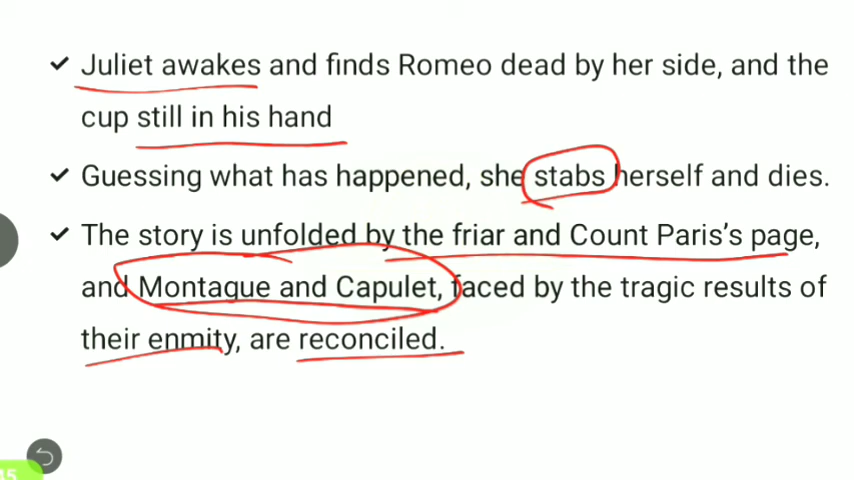 ✓ Juliet awakes and finds Romeo dead by her side, and the
cup still in his hand
✓ Guessing what has happened, she stabs herself and dies.
✓ The story is unfolded by the friar and Count Paris's page,
and Montague and Capulet, faced by the tragic results of
their enmity, are reconciled.